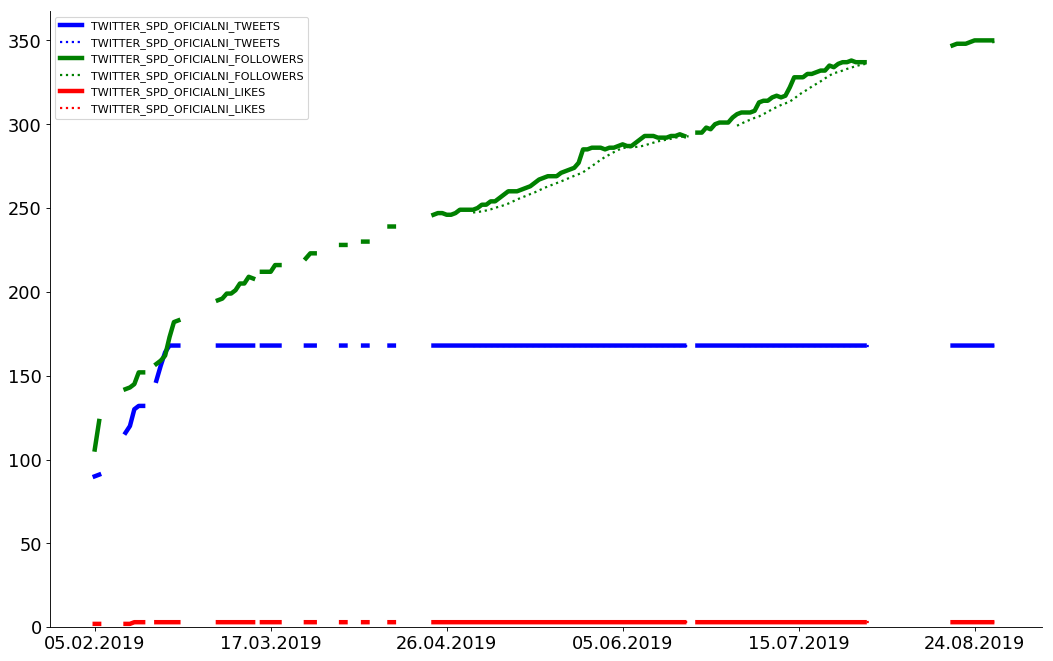 TWITTER_SPD_OFICIALNI_TWEETS
TWITTER_SPD_OFICIALNI_TWEETS
TWITTER_SPD_OFICIALNI_FOLLOWERS
TWITTER_SPD_OFICIALNI_FOLLOWERS
TWITTER_SPD_OFICIALNI_LIKES
TWITTER_SPD_OFICIALNI_LIKES
350
300
250
200
150
100
50
0
05.02.2019 17.03.2019 26.04.2019 05.06.2019 15.07.2019 24.08.2019